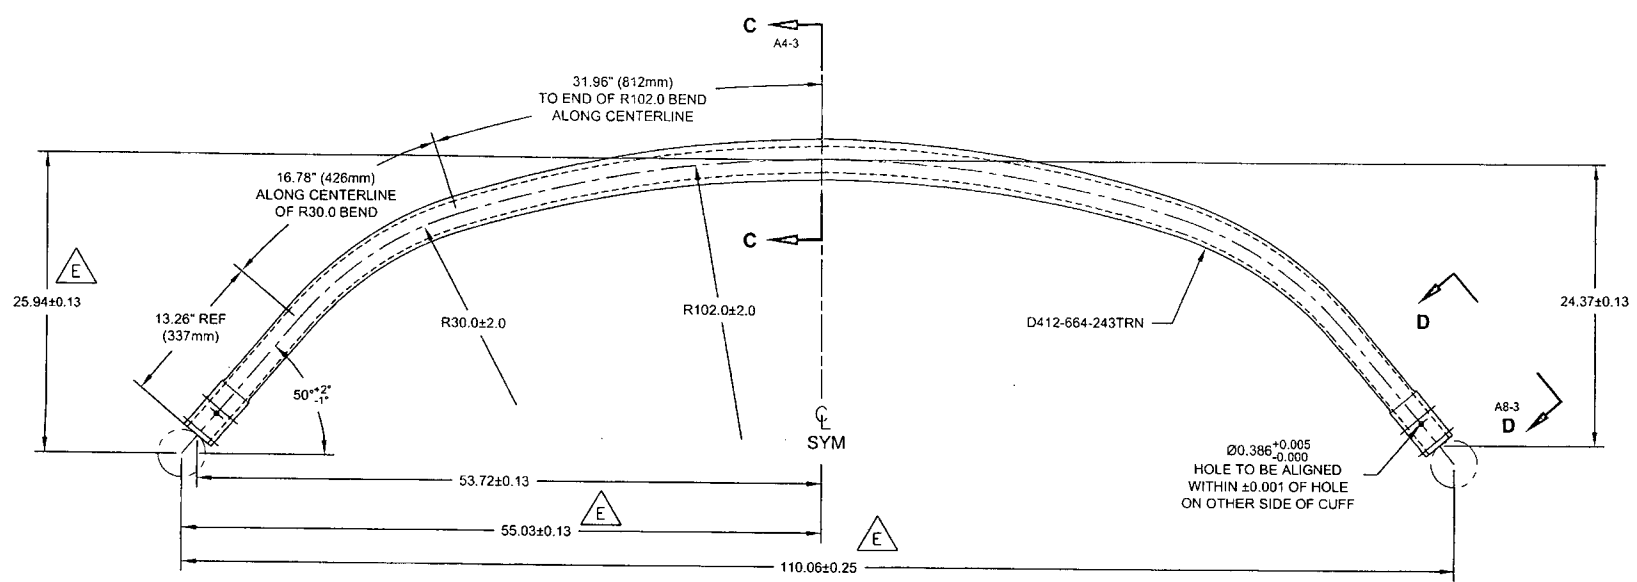 C
A4-3
31.96" (812mm)
TO END OF R102.0 BEND
ALONG CENTERLINE
16.78" (426mm)
ALONG CENTERLINE
OF R30.0 BEND
C
E
25.94±0.13
13.26" REF
(337mm)
R30.0±2.0
R102.0±2.0
D412-664-243TRN
D
24.37±0.13
50°+2°
-1°
℄
SYM
A8-3
D
Ø0.386+0.005
-0.000
HOLE TO BE ALIGNED
WITHIN ±0.001 OF HOLE
ON OTHER SIDE OF CUFF
53.72±0.13
E
55.03±0.13
E
110.06±0.25